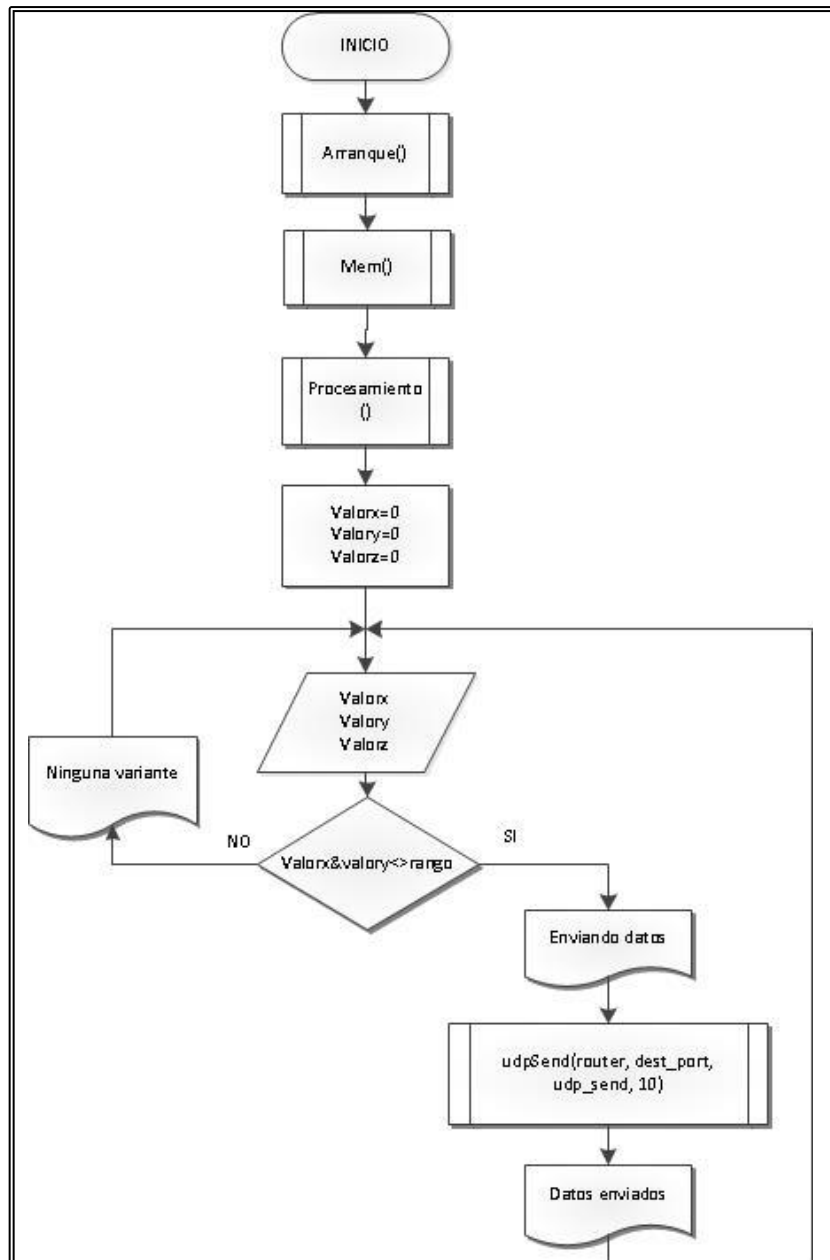 INICIO
Arranque()
Mem()
Procesamiento
()
Valorx=0
Valory=0
Valorz=0
Valorx
Valory
Valorz
Ninguna variante
NO
Valorx&valory<>rango
SI
Enviando datos
udpSend(router, dest_port,
udp_send, 10)
Datos enviados